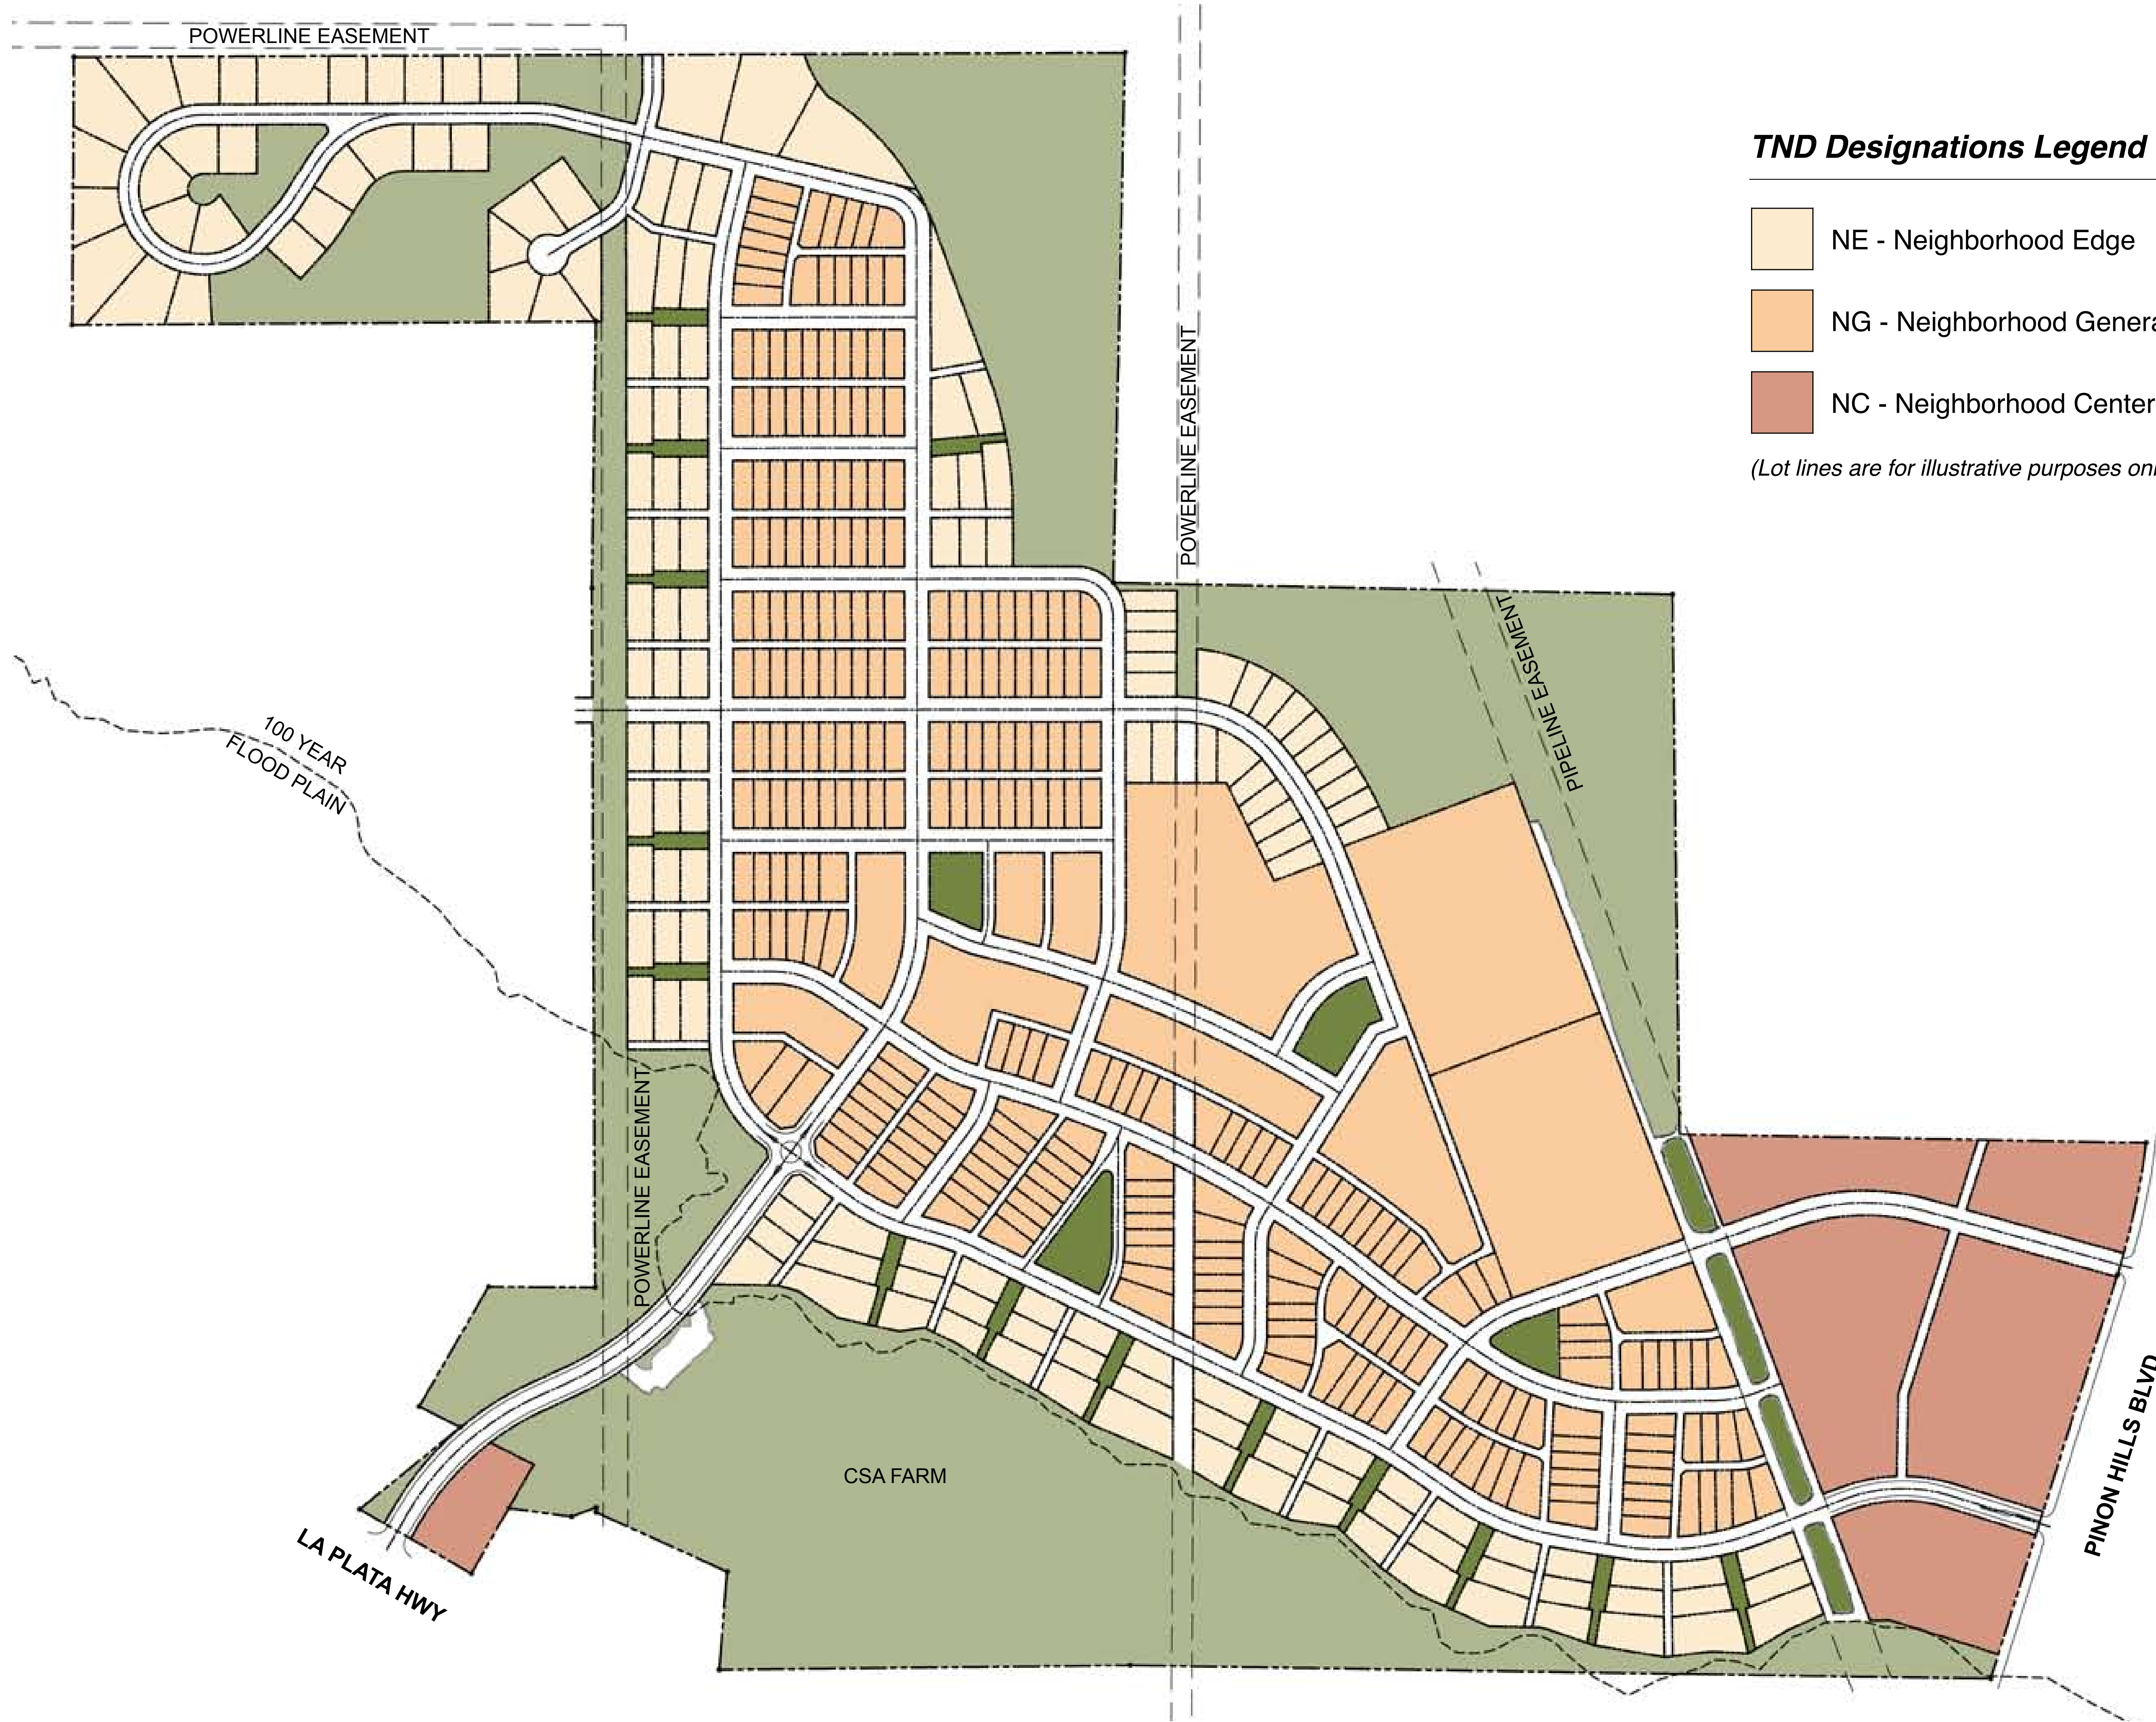 POWERLINE EASEMENT
TND Designations Legend
NE - Neighborhood Edge
NG - Neighborhood Genera
NC - Neighborhood Center
(Lot lines are for illustrative purposes onl
POWERLINE EASEMENT
PIPELINE EASEMENT
100 YEAR
FLOOD PLAIN
POWERLINE EASEMENT
CSA FARM
LA PLATA HWY
PINON HILLS BLVD